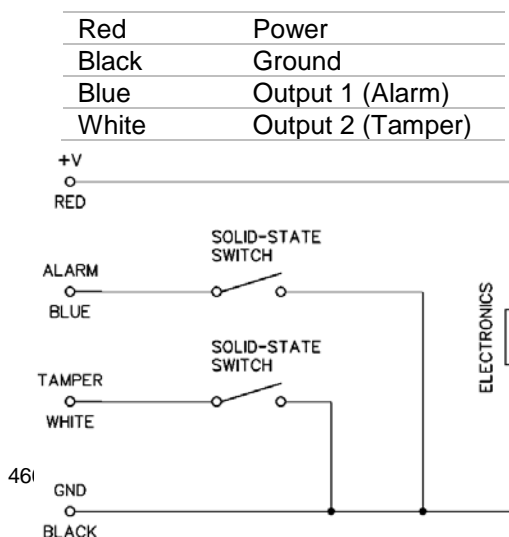 Red Power
Black Ground
Blue Output 1 (Alarm)
White Output 2 (Tamper)
+V
RED
SOLID-STATE
SWITCH
ALARM
BLUE
ELECTRONICS
SOLID-STATE
SWITCH
TAMPER
WHITE
GND
BLACK